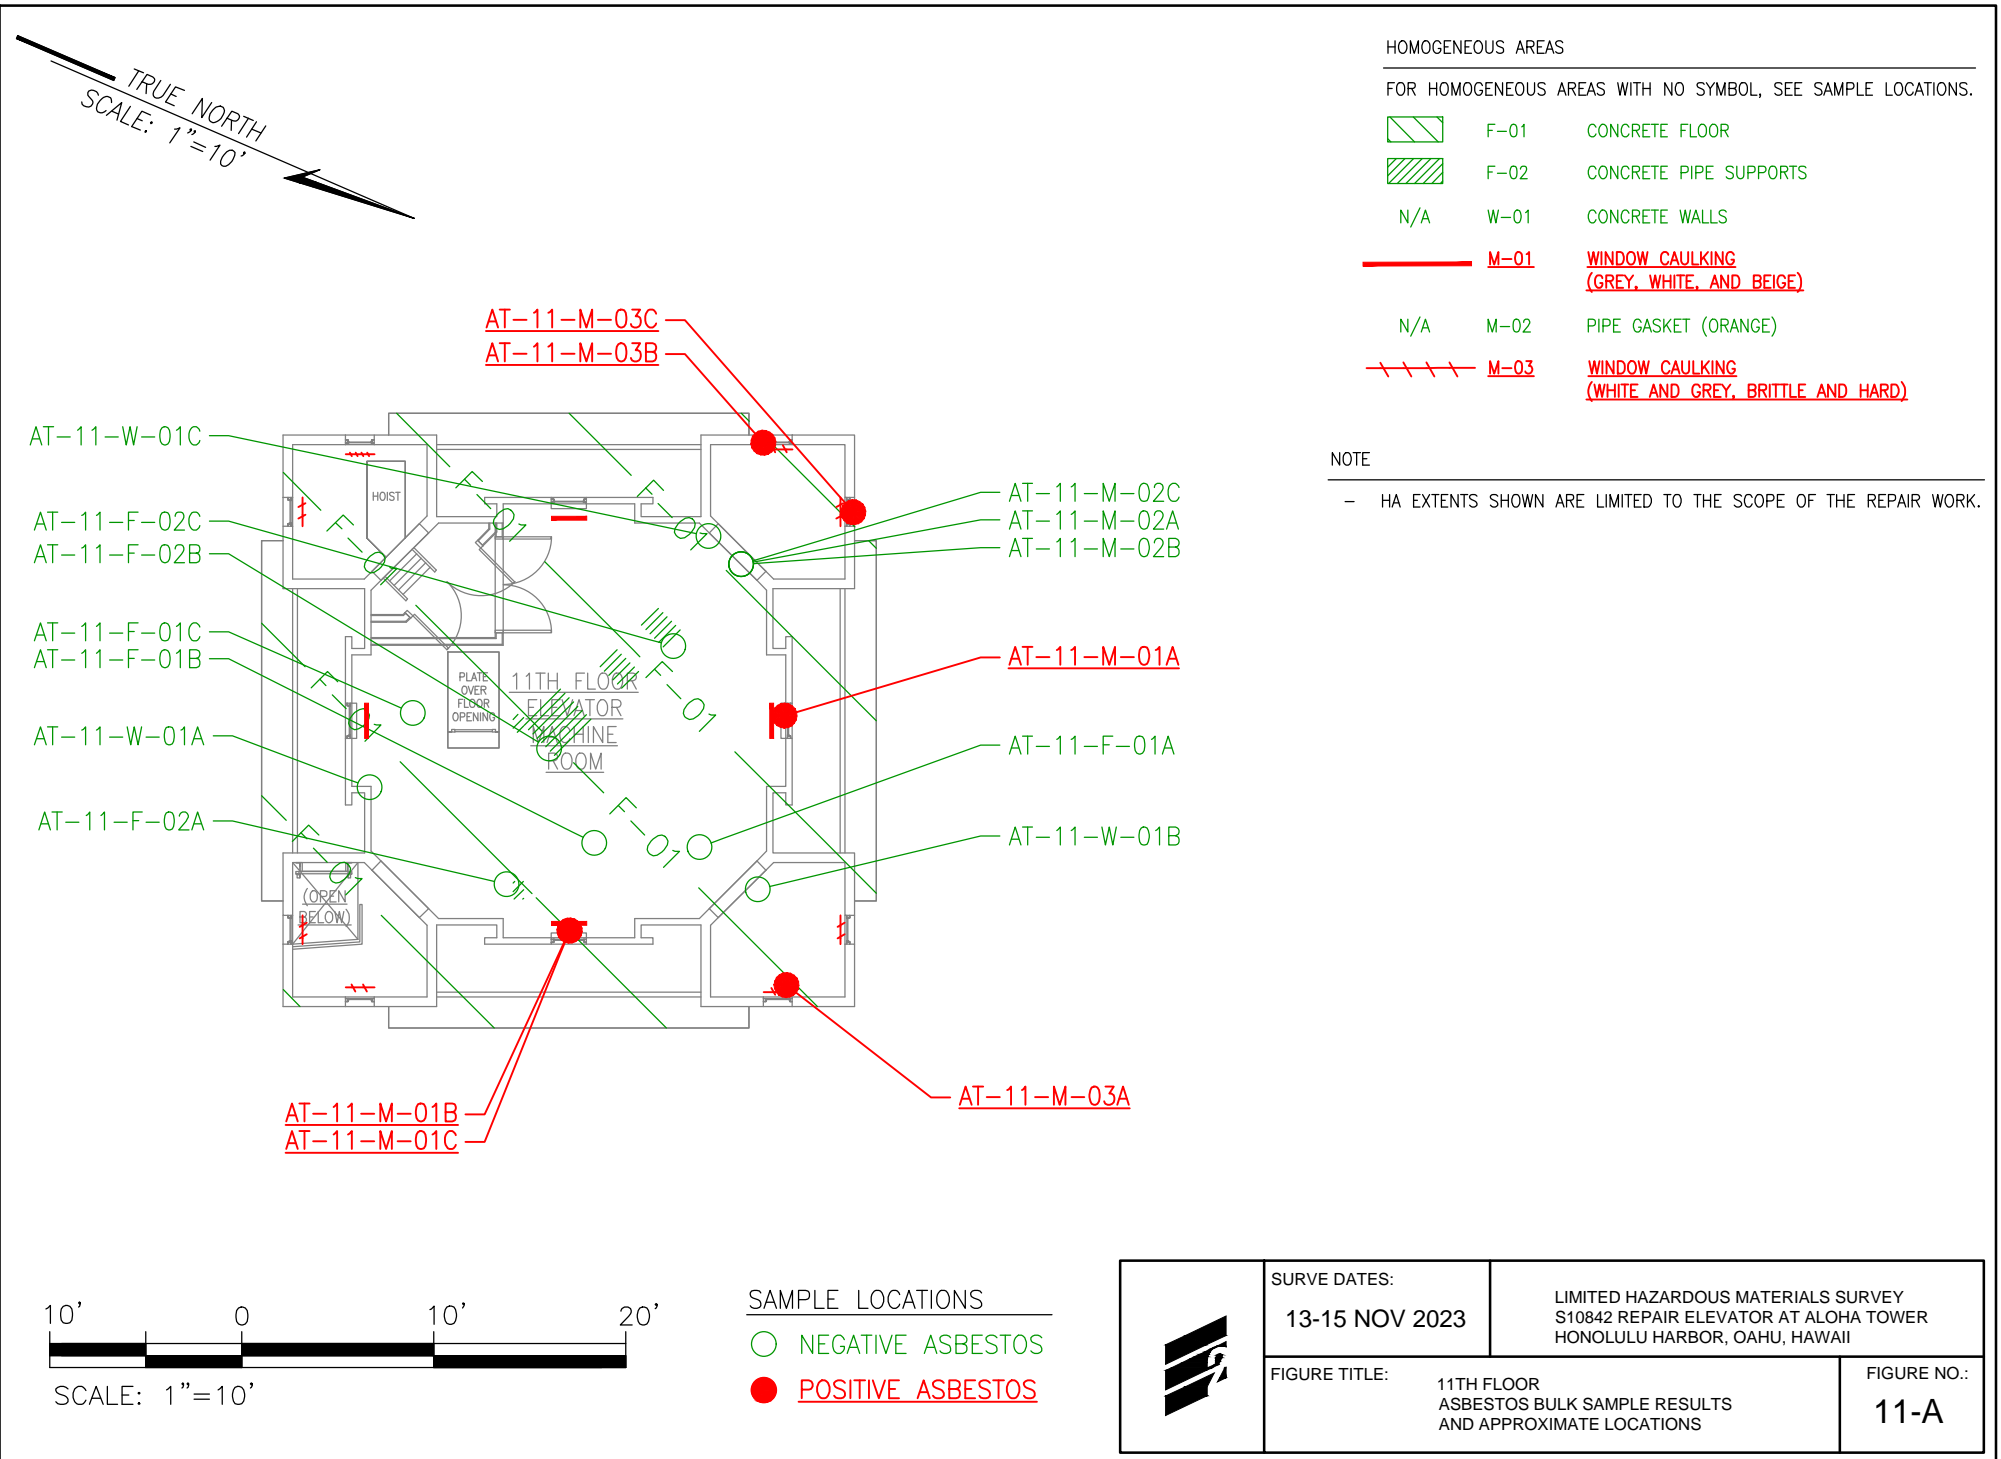 TRUE NORTH
SCALE: 1"=10'
HOMOGENEOUS AREAS
FOR HOMOGENEOUS AREAS WITH NO SYMBOL, SEE SAMPLE LOCATIONS.
F-01 CONCRETE FLOOR
F-02 CONCRETE PIPE SUPPORTS
N/A W-01 CONCRETE WALLS
M-01 WINDOW CAULKING
(GREY, WHITE, AND BEIGE)
N/A M-02 PIPE GASKET (ORANGE)
M-03 WINDOW CAULKING
(WHITE AND GREY, BRITTLE AND HARD)
NOTE
- HA EXTENTS SHOWN ARE LIMITED TO THE SCOPE OF THE REPAIR WORK.
AT-11-M-03C
AT-11-M-03B
AT-11-W-01C
AT-11-F-02C
AT-11-F-02B
AT-11-F-01C
AT-11-F-01B
AT-11-W-01A
AT-11-F-02A
AT-11-M-02C
AT-11-M-02A
AT-11-M-02B
AT-11-M-01A
AT-11-F-01A
AT-11-W-01B
AT-11-M-03A
AT-11-M-01B
AT-11-M-01C
HOIST
F-01
F-01
F-01
F-01
F-01
F-01
F-01
PLATE
OVER
FLOOR
OPENING
11TH FLOOR
ELEVATOR
MACHINE
ROOM
(OPEN
BELOW)
10' 0 10' 20'
SCALE: 1"=10'
SAMPLE LOCATIONS
NEGATIVE ASBESTOS
POSITIVE ASBESTOS
2
SURVE DATES:
13-15 NOV 2023
LIMITED HAZARDOUS MATERIALS SURVEY
S10842 REPAIR ELEVATOR AT ALOHA TOWER
HONOLULU HARBOR, OAHU, HAWAII
FIGURE TITLE:
11TH FLOOR
ASBESTOS BULK SAMPLE RESULTS
AND APPROXIMATE LOCATIONS
FIGURE NO.:
11-A